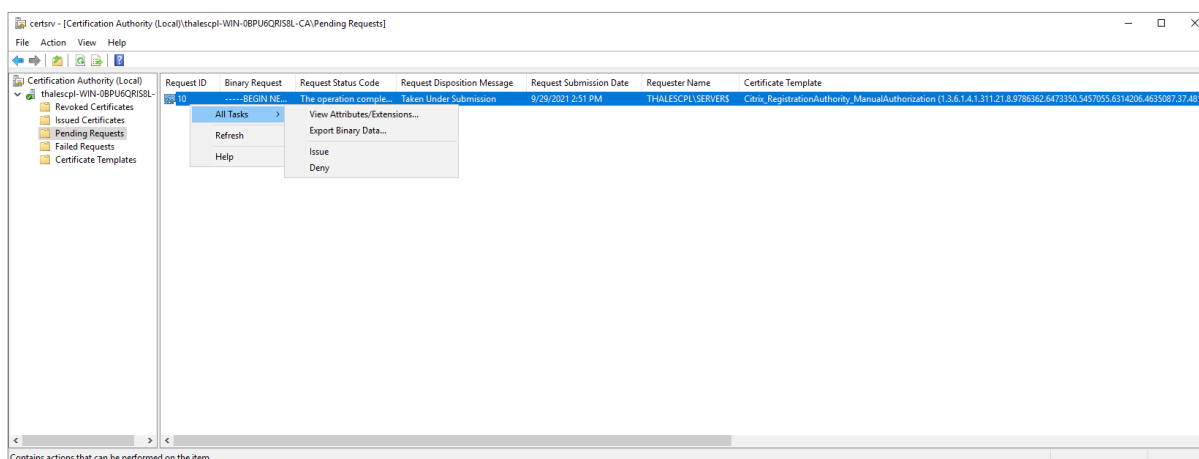 certsrv - [Certification Authority (Local)\thalescpl-WIN-0BPU6QRIS8L-CA\Pending Requests]
File Action View Help
Certification Authority (Local)
thalescpl-WIN-0BPU6QRIS8L-
Revoked Certificates
Issued Certificates
Pending Requests
Failed Requests
Certificate Templates
Request ID Binary Request Request Status Code Request Disposition Message Request Submission Date Requester Name Certificate Template
10 -----BEGIN NE... The operation comple... Taken Under Submission 9/29/2021 2:51 PM THALESCPL\SERVER$ Citrix_RegistrationAuthority_ManualAuthorization (1.3.6.1.4.1.311.21.8.9786362.6473350.5457055.6314206.4635087.37.481
All Tasks
Refresh
Help
View Attributes/Extensions...
Export Binary Data...
Issue
Deny
Contains actions that can be performed on the item.